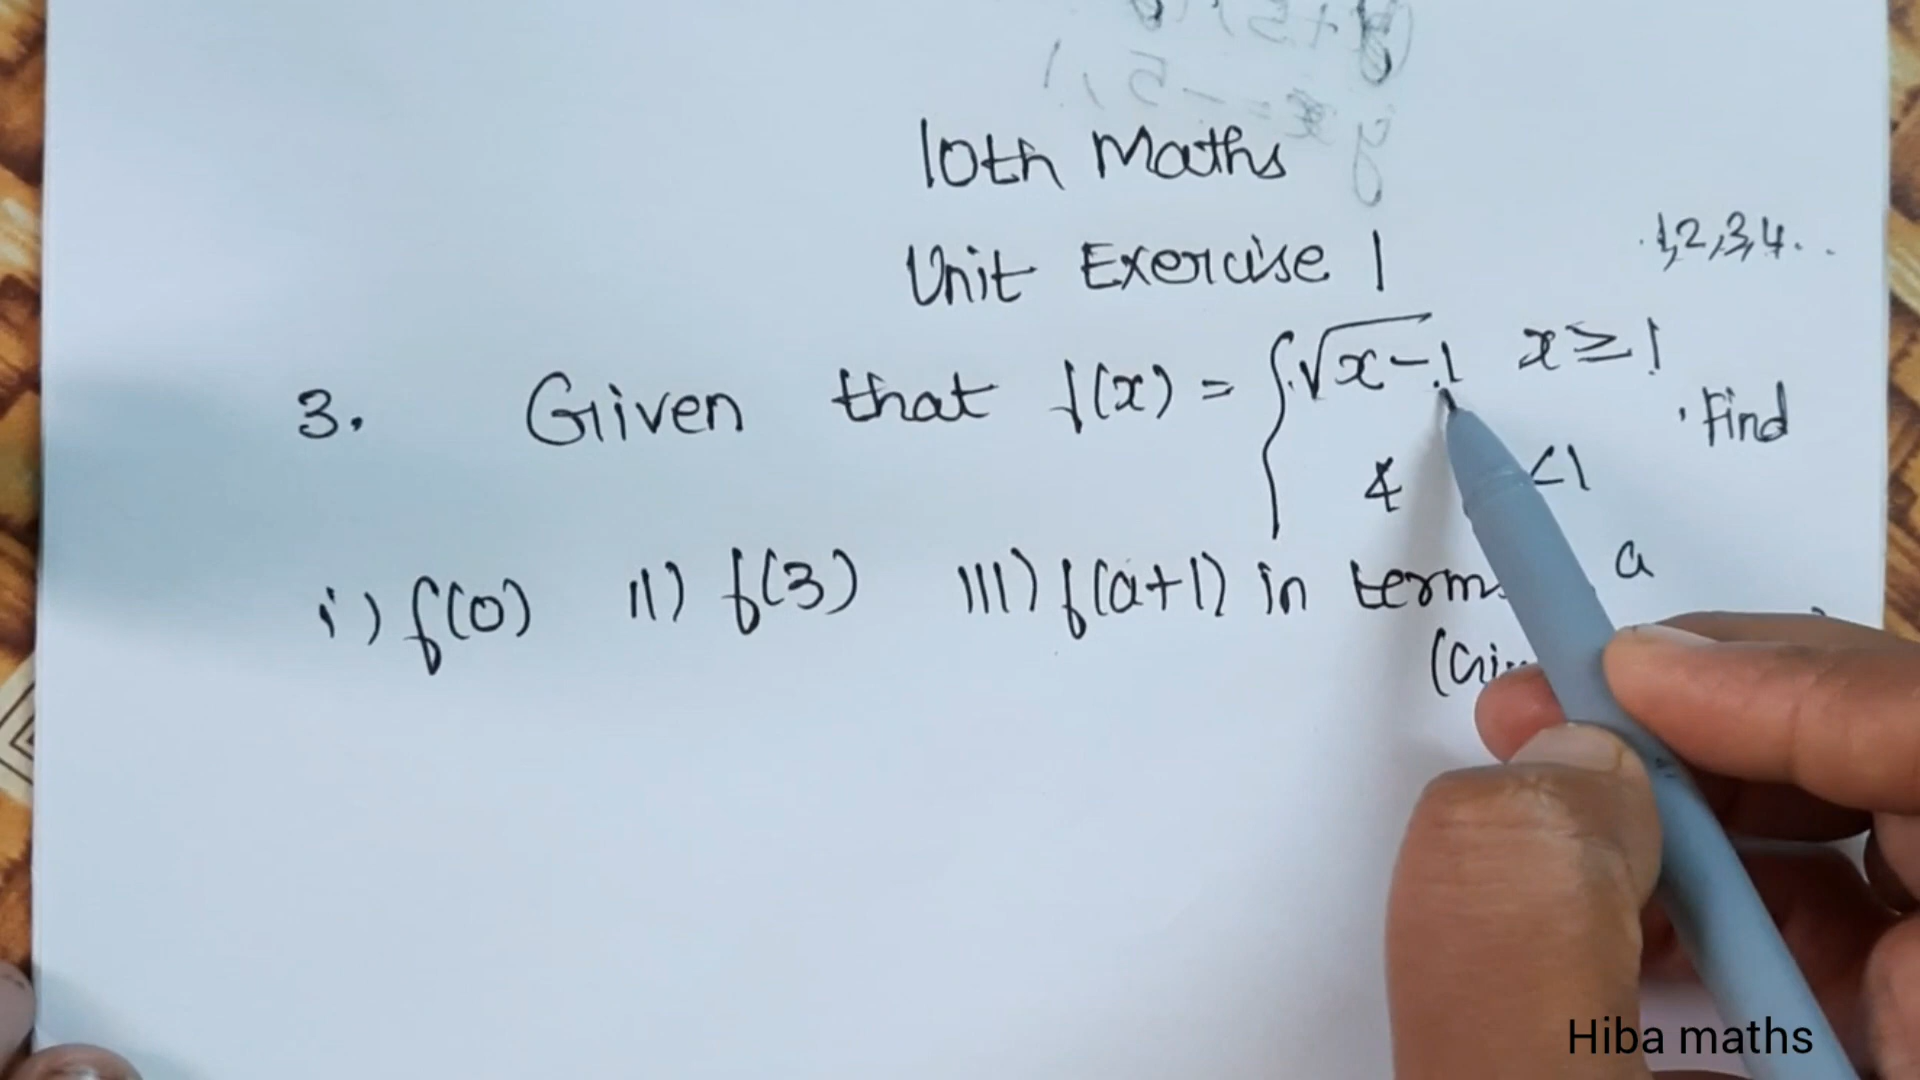 10th Maths
Unit Exercise 1
1,2,3,4..
3. Given that f(x) = { √x-1 x ≥ 1
4 <1 . Find
i) f(0) ii) f(3) iii) f(a+1) in terms a
Hiba maths